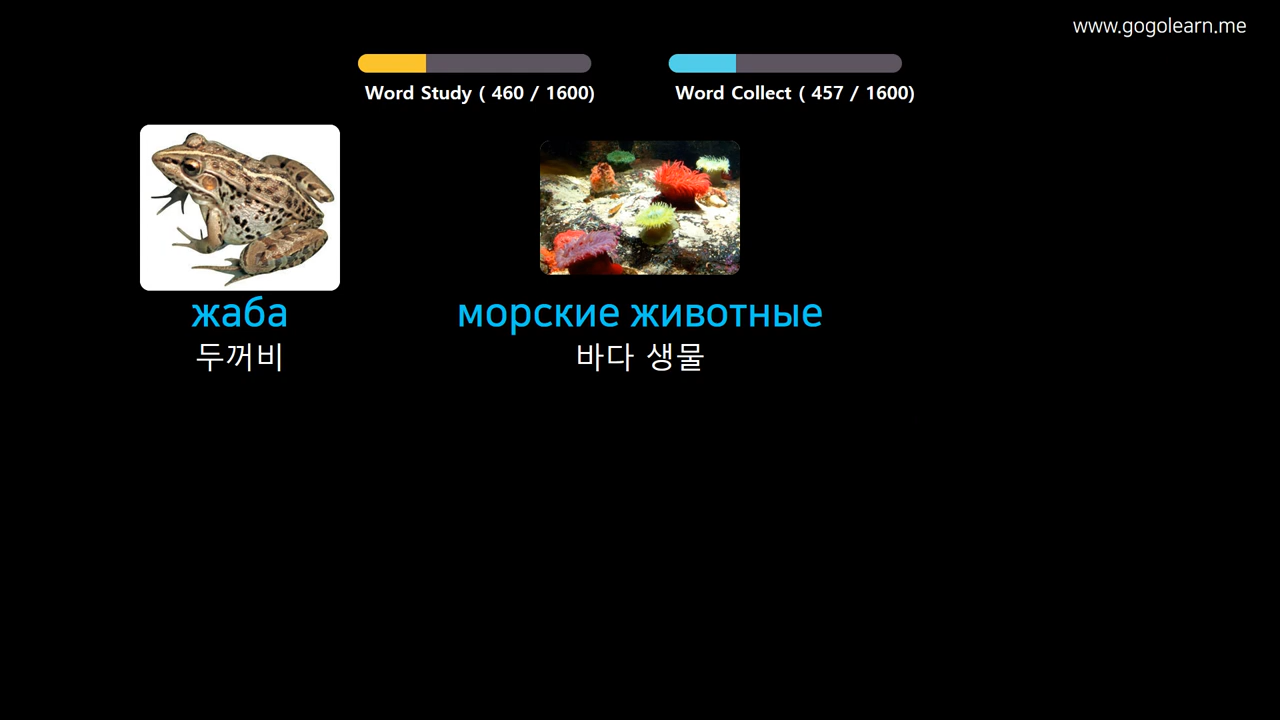 www.gogolearn.me
Word Study ( 460 / 1600)
Word Collect ( 457 / 1600)
жаба
두꺼비
морские животные
바다 생물